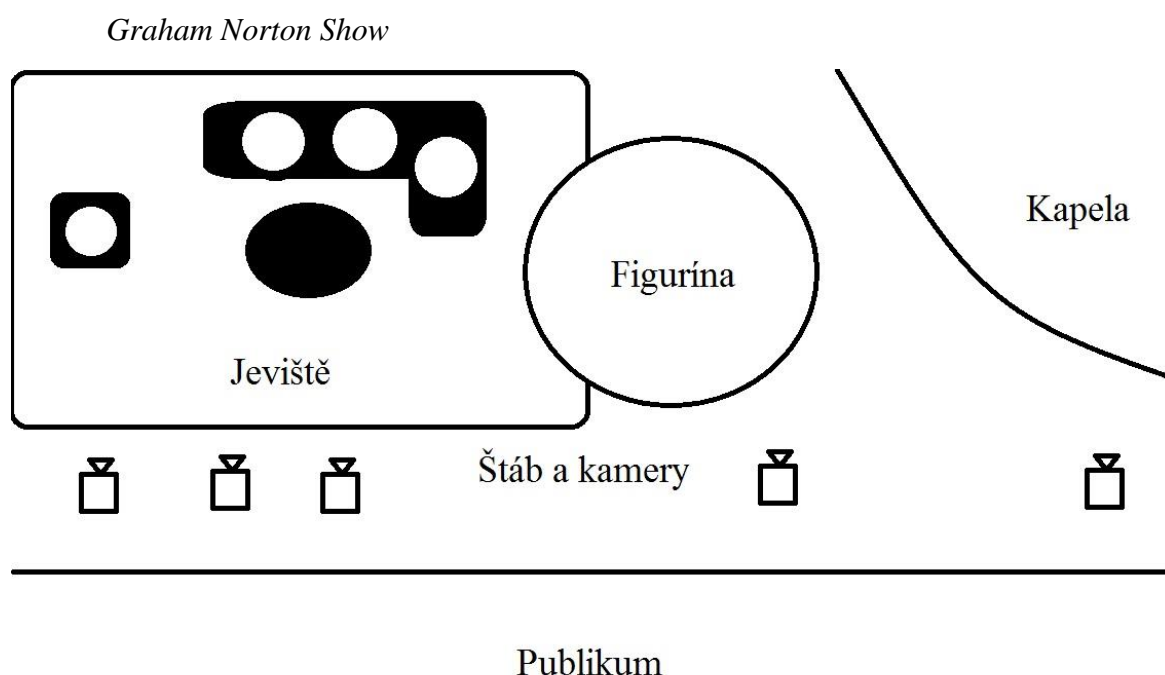 Graham Norton Show
Kapela
Figurína
Jeviště
Štáb a kamery
Publikum